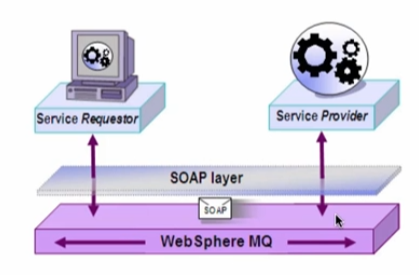 Service Requestor
Service Provider
SOAP layer
SOAP
WebSphere MQ